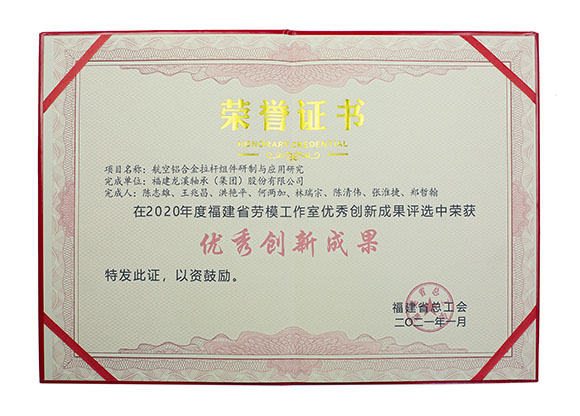 荣誉证书
HONORARY CREDENTIAL
项目名称：航空铝合金拉杆组件研制与应用研究
完成单位：福建龙溪轴承（集团）股份有限公司
完成人：陈志雄、王兆昌、洪艳平、何两加、林瑞宗、陈清伟、张淮捷、郑哲翰
在2020年度福建省劳模工作室优秀创新成果评选中荣获
优秀创新成果
特发此证，以资鼓励。
福建省总工会
二〇二一年一月